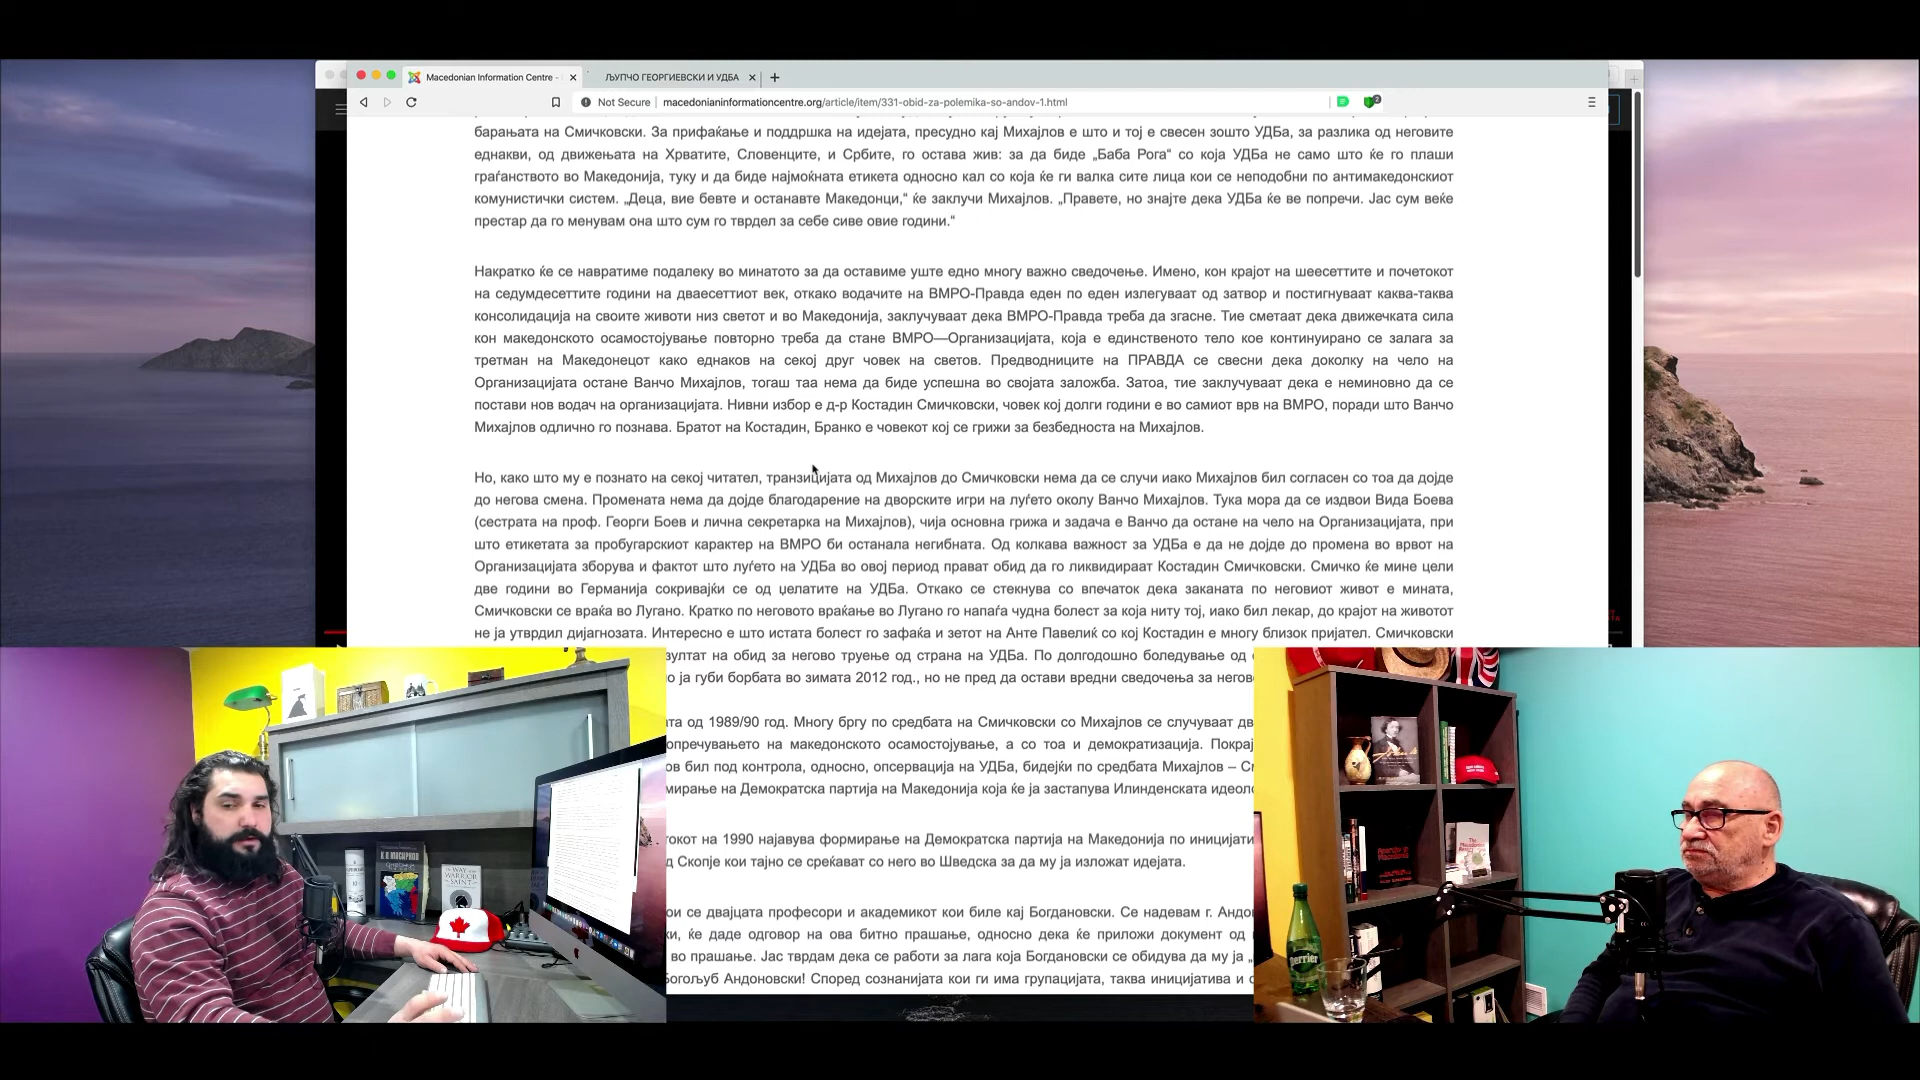 Macedonian Information Centre -
ЉУПЧО ГЕОРГИЕВСКИ И УДБА
Not Secure
macedonianinformationcentre.org/article/item/331-obid-za-polemika-so-andov-1.html
барањата на Смичковски. За прифаќање и поддршка на идејата, пресудно кај Михајлов е што и тој е свесен зошто УДБа, за разлика од неговите
еднакви, од движењата на Хрватите, Словенците, и Србите, го остава жив: за да биде „Баба Рога“ со која УДБа не само што ќе го плаши
граѓанството во Македонија, туку и да биде најмоќната етикета односно кал со која ќе ги валка сите лица кои се неподобни по антимакедонскиот
комунистички систем. „Деца, вие бевте и останавте Македонци,“ ќе заклучи Михајлов. „Правете, но знајте дека УДБа ќе ве попречи. Јас сум веќе
престар да го менувам она што сум го тврдел за себе сиве овие години.“
Накратко ќе се навратиме подалеку во минатото за да оставиме уште едно многу важно сведочење. Имено, кон крајот на шеесеттите и почетокот
на седумдесеттите години на дваесеттиот век, откако водачите на ВМРО-Правда еден по еден излегуваат од затвор и постигнуваат каква-таква
консолидација на своите животи низ светот и во Македонија, заклучуваат дека ВМРО-Правда треба да згасне. Тие сметаат дека движечката сила
кон македонското осамостојување повторно треба да стане ВМРО—Организацијата, која е единственото тело кое континуирано се залага за
третман на Македонецот како еднаков на секој друг човек на светов. Предводниците на ПРАВДА се свесни дека доколку на чело на
Организацијата остане Ванчо Михајлов, тогаш таа нема да биде успешна во својата заложба. Затоа, тие заклучуваат дека е неминовно да се
постави нов водач на организацијата. Нивни избор е д-р Костадин Смичковски, човек кој долги години е во самиот врв на ВМРО, поради што Ванчо
Михајлов одлично го познава. Братот на Костадин, Бранко е човекот кој се грижи за безбедноста на Михајлов.
Но, како што му е познато на секој читател, транзицијата од Михајлов до Смичковски нема да се случи иако Михајлов бил согласен со тоа да дојде
до негова смена. Промената нема да дојде благодарение на дворските игри на луѓето околу Ванчо Михајлов. Тука мора да се издвои Вида Боева
(сестрата на проф. Георги Боев и лична секретарка на Михајлов), чија основна грижа и задача е Ванчо да остане на чело на Организацијата, при
што етикетата за пробугарскиот карактер на ВМРО би останала негибната. Од колкава важност за УДБа е да не дојде до промена во врвот на
Организацијата зборува и фактот што луѓето на УДБа во овој период прават обид да го ликвидираат Костадин Смичковски. Смичко ќе мине цели
две години во Германија сокривајќи се од џелатите на УДБа. Откако се стекнува со впечаток дека заканата по неговиот живот е мината,
Смичковски се враќа во Лугано. Кратко по неговото враќање во Лугано го напаѓа чудна болест за која ниту тој, иако бил лекар, до крајот на животот
не ја утврдил дијагнозата. Интересно е што истата болест го зафаќа и зетот на Анте Павелиќ со кој Костадин е многу близок пријател. Смичковски
зултат на обид за негово труење од страна на УДБа. По долгодошно боледување од
о ја губи борбата во зимата 2012 год., но не пред да остави вредни сведочења за негов
та од 1989/90 год. Многу бргу по средбата на Смичковски со Михајлов се случуваат дв
опречувањето на македонското осамостојување, а со тоа и демократизација. Покрај
ов бил под контрола, односно, опсервација на УДБа, бидејќи по средбата Михајлов – С
мирање на Демократска партија на Македонија која ќе ја застапува Илинденската идеоло
токот на 1990 најавува формирање на Демократска партија на Македонија по иницијати
д Скопје кои тајно се среќават со него во Шведска за да му ја изложат идејата.
ои се двајцата професори и академикот кои биле кај Богдановски. Се надевам г. Андо
ки, ќе даде одговор на ова битно прашање, односно дека ќе приложи документ од
во прашање. Јас тврдам дека се работи за лага која Богдановски се обидува да му ја „
Богољуб Андоновски! Според сознанијата кои ги има групацијата, таква иницијатива и
К П МИСИРКОВ
THE WAY OF THE
WARRIOR
SAINT
Perrier